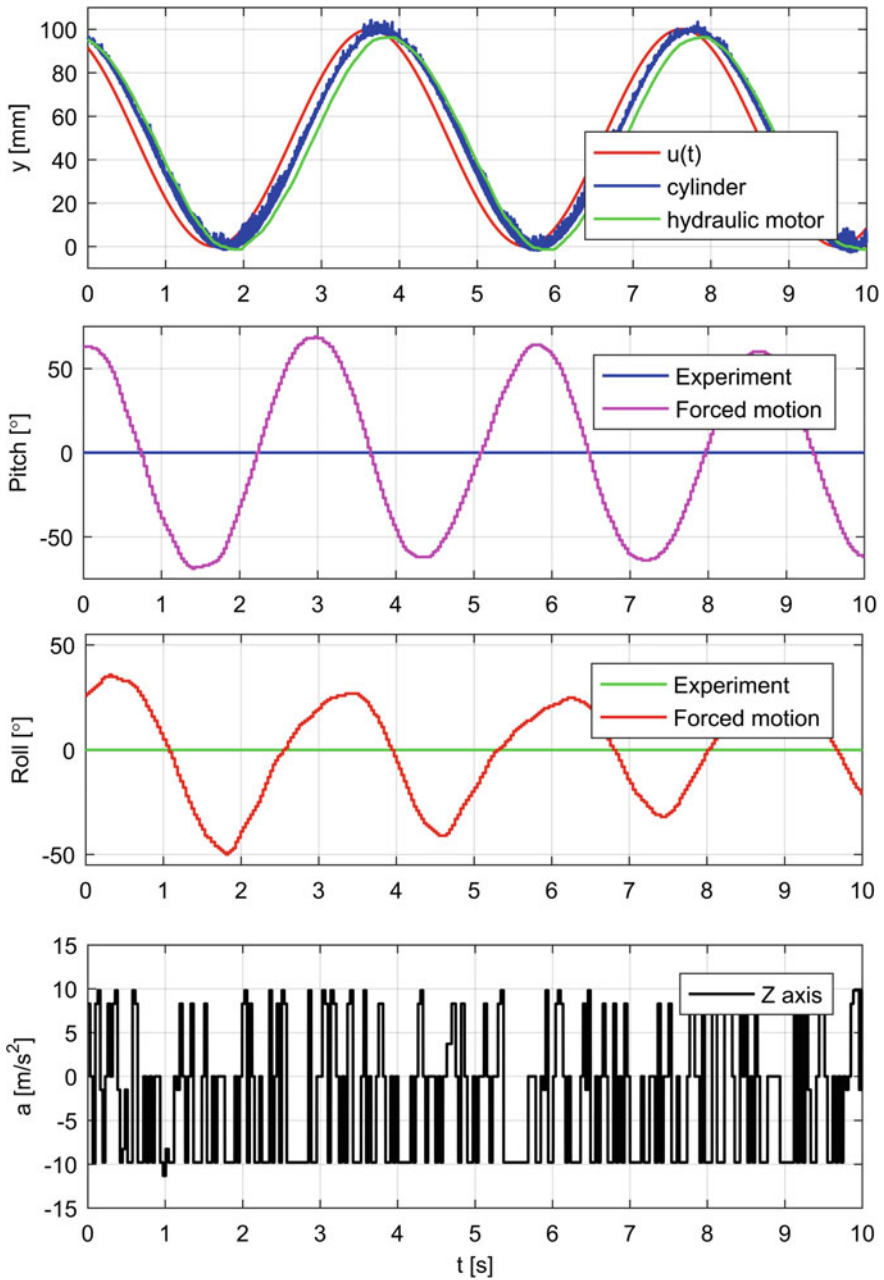 100
80
60
40
20
0
y [mm]
u(t)
cylinder
hydraulic motor
0 1 2 3 4 5 6 7 8 9 10
50
0
-50
Pitch [°]
Experiment
Forced motion
0 1 2 3 4 5 6 7 8 9 10
50
0
-50
Roll [°]
Experiment
Forced motion
0 1 2 3 4 5 6 7 8 9 10
15
10
5
0
-5
-10
-15
a [m/s²]
Z axis
0 1 2 3 4 5 6 7 8 9 10
t [s]